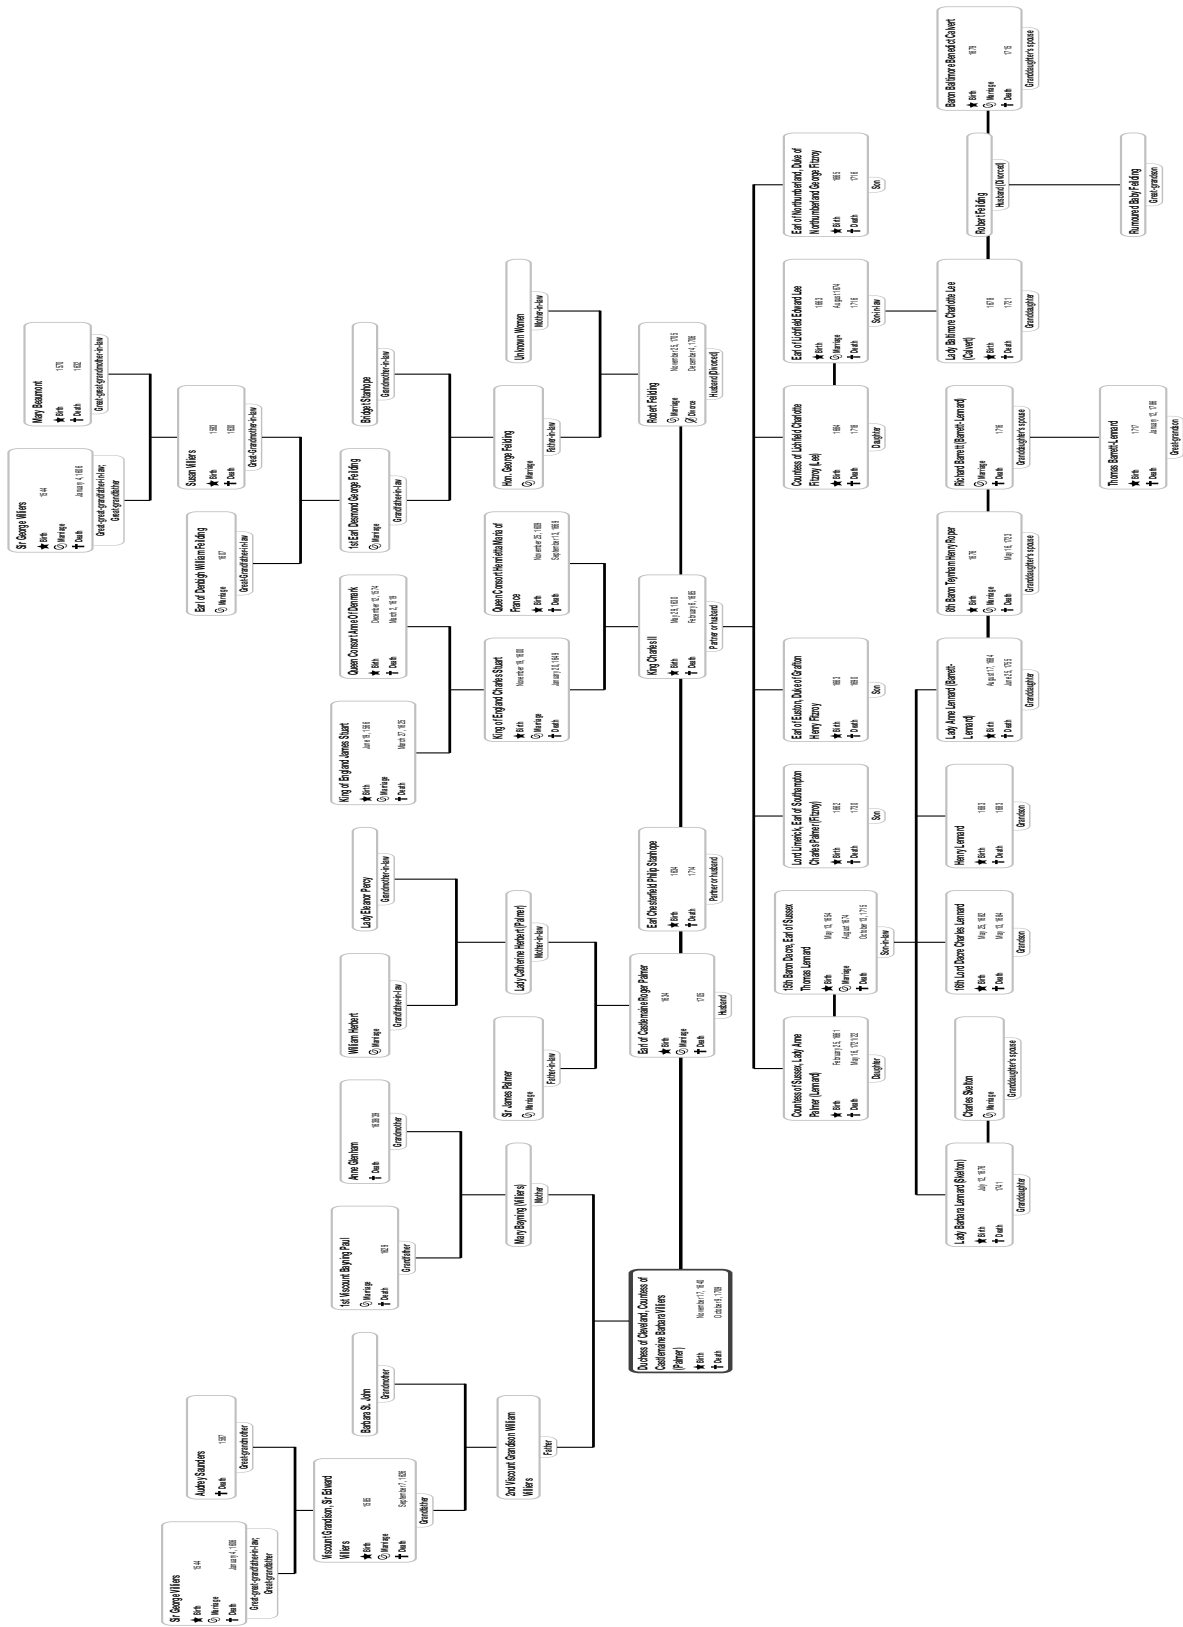 Sir George Villiers
Birth 1544
Marriage
Death January 4, 1606
Great-great-grandfather-in-law;
Great-grandfather
Mary Beaumont
Birth 1570
Death 1632
Great-great-grandmother-in-law
Sir George Villiers
Birth 1544
Marriage
Death January 4, 1606
Great-great-grandfather-in-law;
Great-grandfather
Audrey Saunders
Death 1587
Great-grandmother
Earl of Denbigh William Feilding
Marriage 1607
Great-Grandfather-in-law
Susan Villiers
Birth 1583
Death
Great-Grandmother-in-law
Viscount Grandison, Sir Edward
Villiers
Birth 1585
Marriage
Death September 7, 1626
Grandfather
Barbara St. John
Grandmother
1st Viscount Bayning Paul
Marriage
Death 1629
Grandfather
Anne Glenham
Death
Grandmother
William Herbert
Marriage
Grandfather-in-law
Lady Eleanor Percy
Grandmother-in-law
King of England James Stuart
Birth June 19, 1566
Marriage
Death March 27, 1625
Queen Consort Anne Of Denmark
Birth December 12, 1574
Death March 2, 1619
1st Earl Desmond George Feilding
Marriage
Grandfather-in-law
Bridget Stanhope
Grandmother-in-law
2nd Viscount Grandison William
Villiers
Father
Mary Bayning (Villiers)
Mother
Sir James Palmer
Marriage
Father-in-law
Lady Catherine Herbert (Palmer)
Mother-in-law
King of England Charles Stuart
Birth November 19, 1600
Marriage
Death
Queen Consort Henrietta Maria of
France
Birth November 25, 1609
Death September 10, 1669
Hon. George Feilding
Marriage
Father-in-law
Unknown Women
Mother-in-law
Duchess of Cleveland, Countess of
Castlemaine Barbara Villiers
(Palmer)
Birth November 17, 1640
Death October 9, 1709
Earl of Castlemaine Roger Palmer
Birth 1634
Marriage
Death 1705
Husband
Earl Chesterfield Philip Stanhope
Birth 1634
Death 1714
Partner or husband
King Charles II
Birth May 29, 1630
Death February 6, 1685
Partner or husband
Robert Feilding
Marriage November 25, 1705
Divorce December 4, 1706
Husband (Divorced)
Countess of Sussex, Lady Anne
Palmer (Lennard)
Birth February 25, 1661
Death May 16, 1721/22
Daughter
15th Baron Dacre, Earl of Sussex
Thomas Lennard
Birth May 13, 1654
Marriage August 1674
Death October 13, 1715
Son-in-law
Lord Limerick, Earl of Southampton
Charles Palmer (Fitzroy)
Birth 1662
Death 1730
Son
Earl of Euston, Duke of Grafton
Henry Fitzroy
Birth 1663
Death 1690
Son
Countess of Lichfield Charlotte
Fitzroy (Lee)
Birth 1664
Death 1718
Daughter
Earl of Lichfield Edward Lee
Birth 1663
Marriage August 1674
Death 1716
Son-in-law
Earl of Northumberland, Duke of
Northumberland George Fitzroy
Birth 1665
Death 1716
Son
Lady Barbara Lennard (Skelton)
Birth July 12, 1676
Death 1741
Granddaughter
Charles Skelton
Marriage
Granddaughter's spouse
16th Lord Dacre Charles Lennard
Birth May 25, 1682
Death May 13, 1684
Grandson
Henry Lennard
Birth 1683
Death 1683
Grandson
Lady Anne Lennard (Barrett-
Lennard)
Birth August 17, 1684
Death June 25, 1755
Granddaughter
8th Baron Teynham Henry Roper
Birth 1676
Marriage
Death May 16, 1723
Granddaughter's spouse
Richard Barrett (Barrett-Lennard)
Marriage
Death 1716
Granddaughter's spouse
Lady Baltimore Charlotte Lee
(Calvert)
Birth 1678
Death 1721
Granddaughter
Robert Feilding
Husband (Divorced)
Baron Baltimore Benedict Calvert
Birth 1679
Marriage
Death 1715
Granddaughter's spouse
Thomas Barrett-Lennard
Birth 1717
Death January 12, 1786
Great-grandson
Rumoured Baby Feilding
Great-grandson